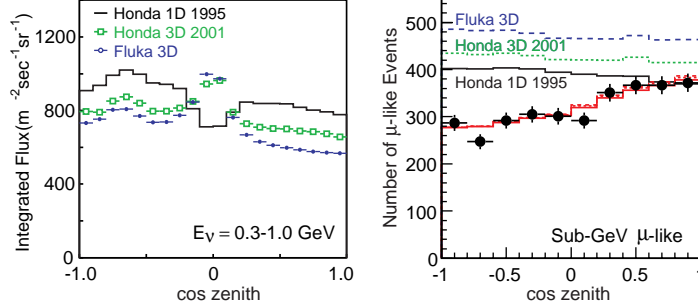 Honda 1D 1995
Honda 3D 2001
Fluka 3D
1200
800
600
400
0
-1.0
-0.5
0
0.5
1.0
Integrated Flux(m -2sec-1sr-1)
Eν = 0.3-1.0 GeV
cos zenith
Fluka 3D
Honda 3D 2001
Honda 1D 1995
500
400
300
200
100
0
-1
-0.5
0
0.5
1
Number of μ-like Events
Sub-GeV μ-like
cos zenith